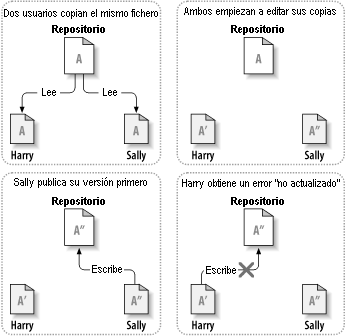 Dos usuarios copian el mismo fichero
Repositorio
A
Lee
Lee
A
A
Harry
Sally
Ambos empiezan a editar sus copias
Repositorio
A
A'
A"
Harry
Sally
Sally publica su versión primero
Repositorio
A"
Escribe
A'
A"
Harry
Sally
Harry obtiene un error "no actualizado"
Repositorio
A"
Escribe
A'
A"
Harry
Sally